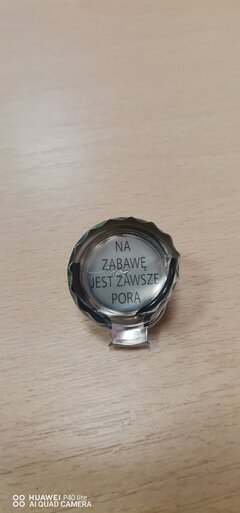 NA
ZABAWĘ
JEST ZAWSZE
PORA
HUAWEI P40 lite
AI QUAD CAMERA